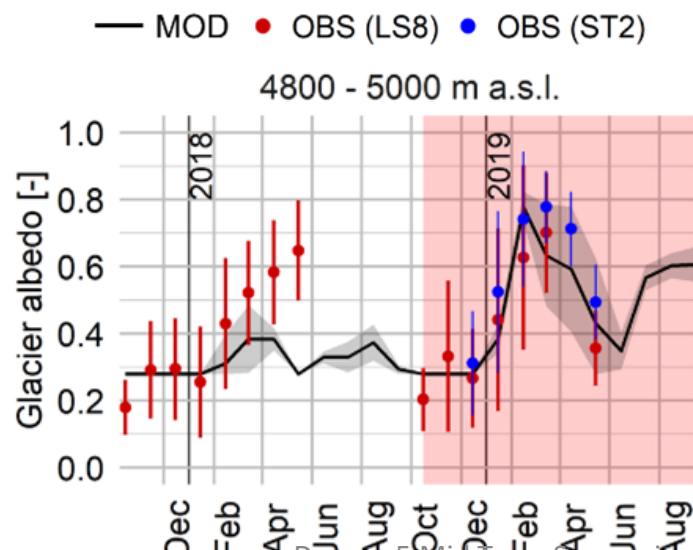 MOD OBS (LS8) OBS (ST2)
4800 - 5000 m a.s.l.
Glacier albedo [-]
1.0
0.8
0.6
0.4
0.2
0.0
2018
2019
Dec Feb Apr Jun Aug Oct Dec Feb Apr Jun Aug